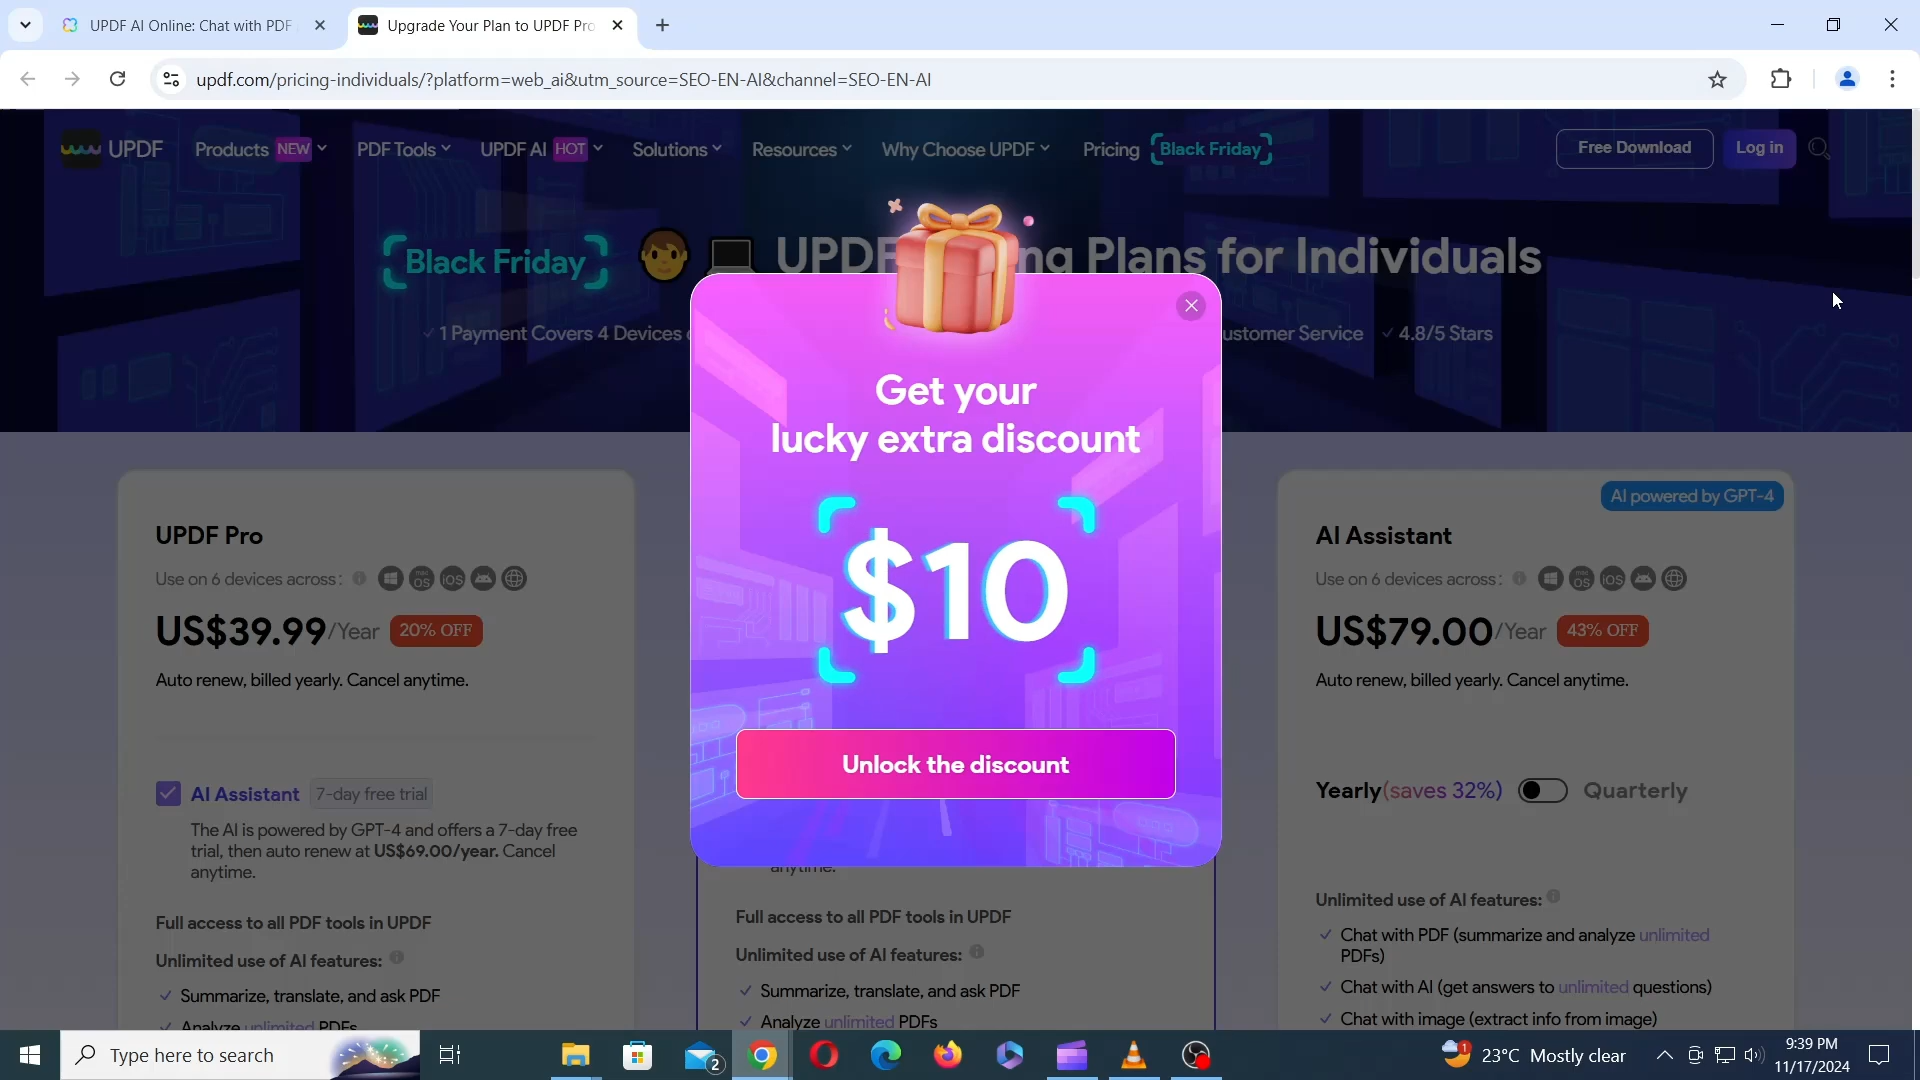 UPDF AI Online: Chat with PDF
Upgrade Your Plan to UPDF Pro
updf.com/pricing-individuals/?platform=web_ai&utm_source=SEO-EN-AI&channel=SEO-EN-AI
UPDF Products NEW PDF Tools UPDF AI HOT Solutions Resources Why Choose UPDF Pricing Black Friday Free Download Log in
Black Friday UPDF ng Plans for Individuals
1 Payment Covers 4 Devices ustomer Service 4.8/5 Stars
Get your
lucky extra discount
$10
Unlock the discount
UPDF Pro
Use on 6 devices across:
US$39.99/Year 20% OFF
Auto renew, billed yearly. Cancel anytime.
AI Assistant 7-day free trial
The AI is powered by GPT-4 and offers a 7-day free
trial, then auto renew at US$69.00/year. Cancel
anytime.
Full access to all PDF tools in UPDF
Unlimited use of AI features:
Summarize, translate, and ask PDF
Analyze unlimited PDFs
anytime.
Full access to all PDF tools in UPDF
Unlimited use of AI features:
Summarize, translate, and ask PDF
Analyze unlimited PDFs
AI powered by GPT-4
AI Assistant
Use on 6 devices across:
US$79.00/Year 43% OFF
Auto renew, billed yearly. Cancel anytime.
Yearly(saves 32%) Quarterly
Unlimited use of AI features:
Chat with PDF (summarize and analyze unlimited
PDFs)
Chat with AI (get answers to unlimited questions)
Chat with image (extract info from image)
Type here to search
2
1
23°C Mostly clear
9:39 PM
11/17/2024